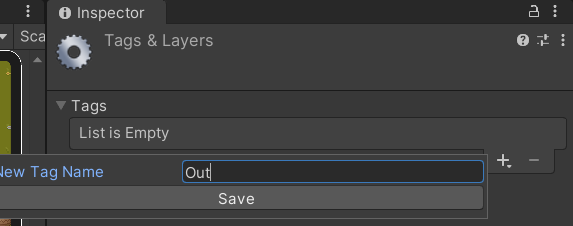 Inspector
Sca
Tags & Layers
Tags
List is Empty
New Tag Name
Out
Save